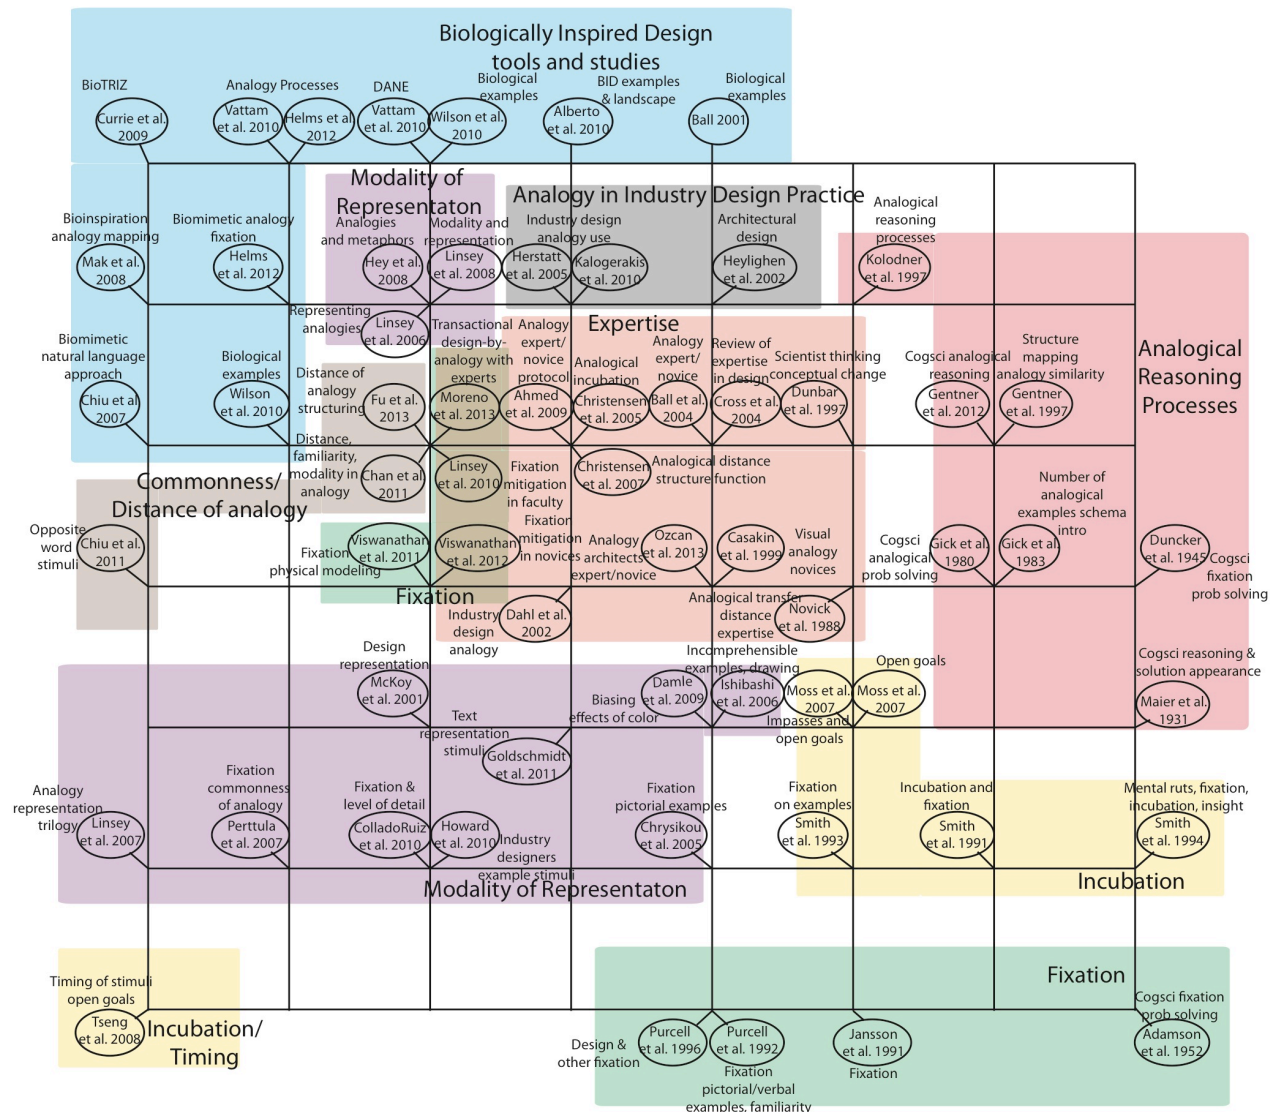 Biologically Inspired Design
tools and studies
BioTRIZ
Currie et al.
2009
Analogy Processes
Vattam
et al. 2010
Helms et al.
2012
DANE
Vattam
et al. 2010
Biological
examples
Wilson et al.
2010
BID examples
& landscape
Alberto
et al. 2010
Biological
examples
Ball 2001
Modality of
Representaton
Analogy in Industry Design Practice
Bioinspiration
analogy mapping
Mak et al.
2008
Biomimetic analogy
fixation
Helms
et al. 2012
Analogies
and metaphors
Hey et al.
2008
Modality and
representation
Linsey
et al. 2008
Industry design
analogy use
Herstatt
et al. 2005
Kalogerakis
et al. 2010
Architectural
design
Heylighen
et al. 2002
Analogical
reasoning
processes
Kolodner
et al. 1997
Representing
analogies
Linsey
et al. 2006
Expertise
Analogical
Reasoning
Processes
Biomimetic
natural language
approach
Chiu et al.
2007
Biological
examples
Wilson
et al. 2010
Distance of
analogy
structuring
Fu et al.
2013
Transactional
design-by-
analogy with
experts
Moreno
et al. 2013
Analogy
expert/
novice
protocol
Ahmed
et al. 2009
Analogical
incubation
Christensen
et al. 2005
Analogy
expert/
novice
Ball et al.
2004
Review of
expertise
in design
Cross et al.
2004
Scientist thinking
conceptual change
Dunbar
et al. 1997
Cogsci analogical
reasoning
Gentner
et al. 2012
Structure
mapping
analogy similarity
Gentner
et al. 1997
Commonness/
Distance of analogy
Distance,
familiarity,
modality in
analogy
Chan et al.
2011
Linsey
et al. 2010
Fixation
mitigation
in faculty
Christensen
et al. 2007
Analogical distance
structure function
Opposite
word
stimuli
Chiu et al.
2011
Fixation
physical modeling
Viswanathan
et al. 2011
Viswanathan
et al. 2012
Fixation
mitigation
in novices
Analogy
architects
expert/novice
Ozcan
et al. 2013
Casakin
et al. 1999
Visual
analogy
novices
Cogsci
analogical
prob solving
Gick et al.
1980
Number of
analogical
examples schema
intro
Gick et al.
1983
Duncker
et al. 1945
Cogsci
fixation
prob solving
Fixation
Industry
design
analogy
Dahl et al.
2002
Analogical transfer
distance
expertise
Novick
et al. 1988
Design
representation
McKoy
et al. 2001
Biasing
effects of color
Damle
et al. 2009
Incomprehensible
examples, drawing
Ishibashi
et al. 2006
Moss et al.
2007
Impasses and
open goals
Open goals
Moss et al.
2007
Cogsci reasoning &
solution appearance
Maier et al.
1931
Text
representation
stimuli
Goldschmidt
et al. 2011
Analogy
representation
trilogy
Linsey
et al. 2007
Fixation
commonness
of analogy
Perttula
et al. 2007
Fixation &
level of detail
ColladoRuiz
et al. 2010
Howard
et al. 2010
Industry
designers
example stimuli
Fixation
pictorial examples
Chrysikou
et al. 2005
Fixation
on examples
Smith
et al. 1993
Incubation and
fixation
Smith
et al. 1991
Mental ruts, fixation,
incubation, insight
Smith
et al. 1994
Modality of Representaton
Incubation
Timing of stimuli
open goals
Tseng
et al. 2008
Incubation/
Timing
Fixation
Design &
other fixation
Purcell
et al. 1996
Purcell
et al. 1992
Fixation
pictorial/verbal
examples, familiarity
Jansson
et al. 1991
Fixation
Cogsci fixation
prob solving
Adamson
et al. 1952